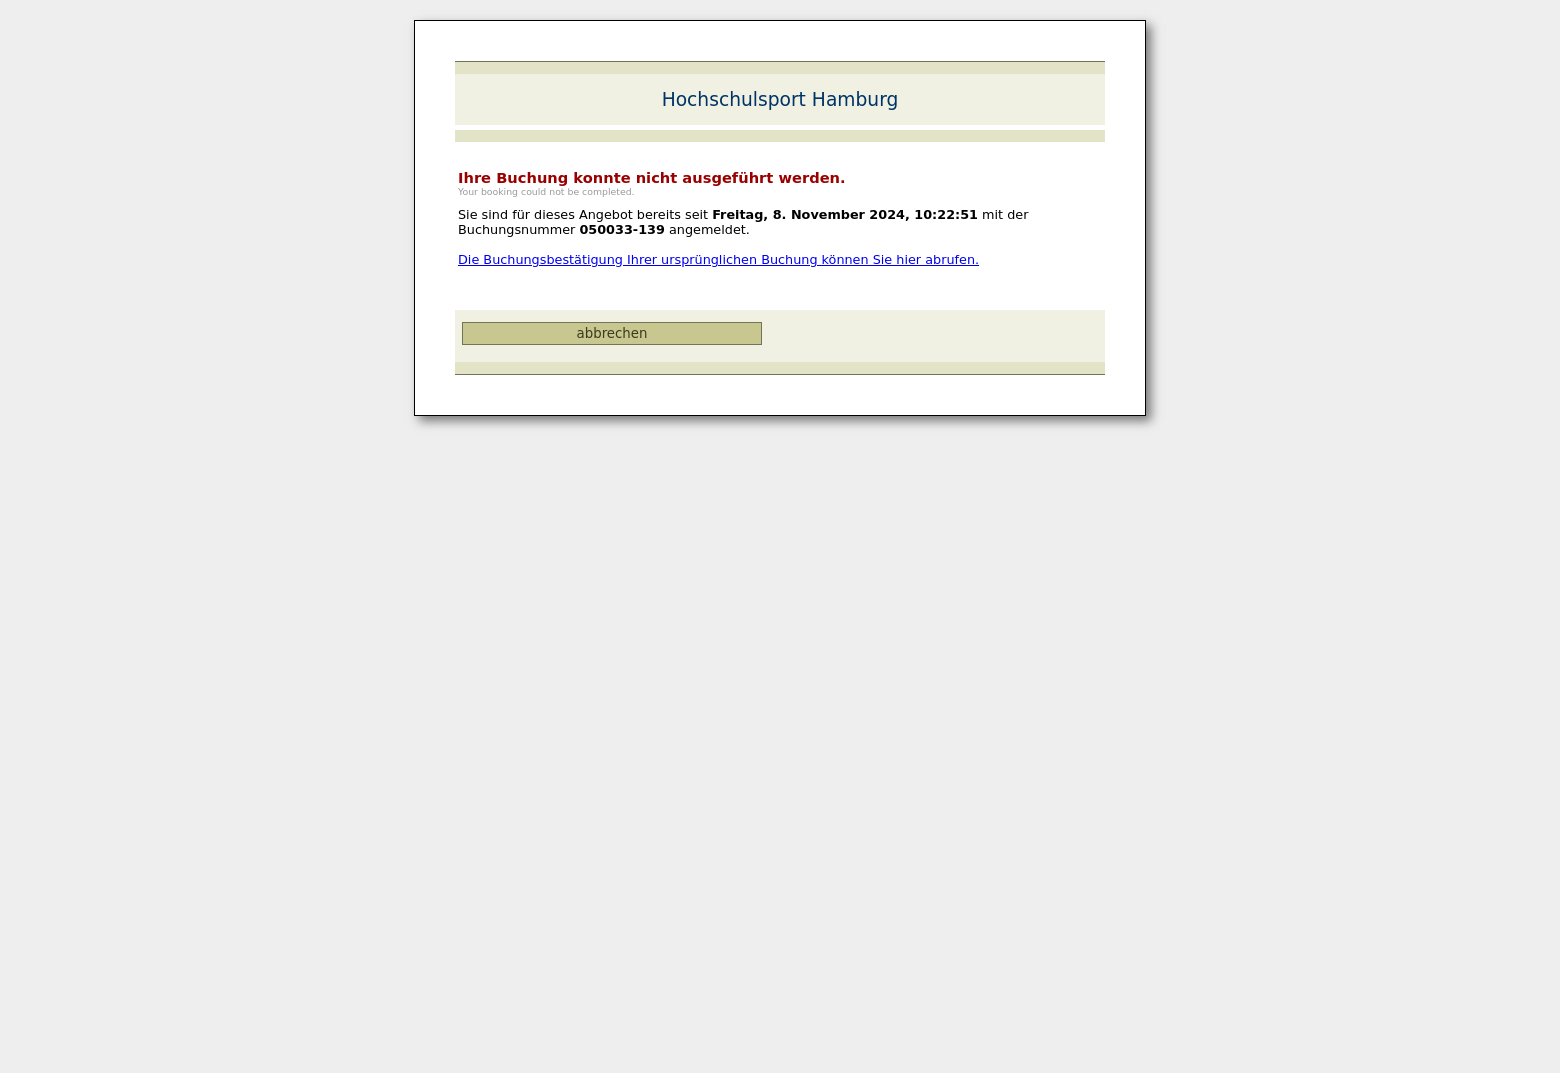 Hochschulsport Hamburg
Ihre Buchung konnte nicht ausgeführt werden.
Your booking could not be completed.
Sie sind für dieses Angebot bereits seit Freitag, 8. November 2024, 10:22:51 mit der
Buchungsnummer 050033-139 angemeldet.
Die Buchungsbestätigung Ihrer ursprünglichen Buchung können Sie hier abrufen.
abbrechen